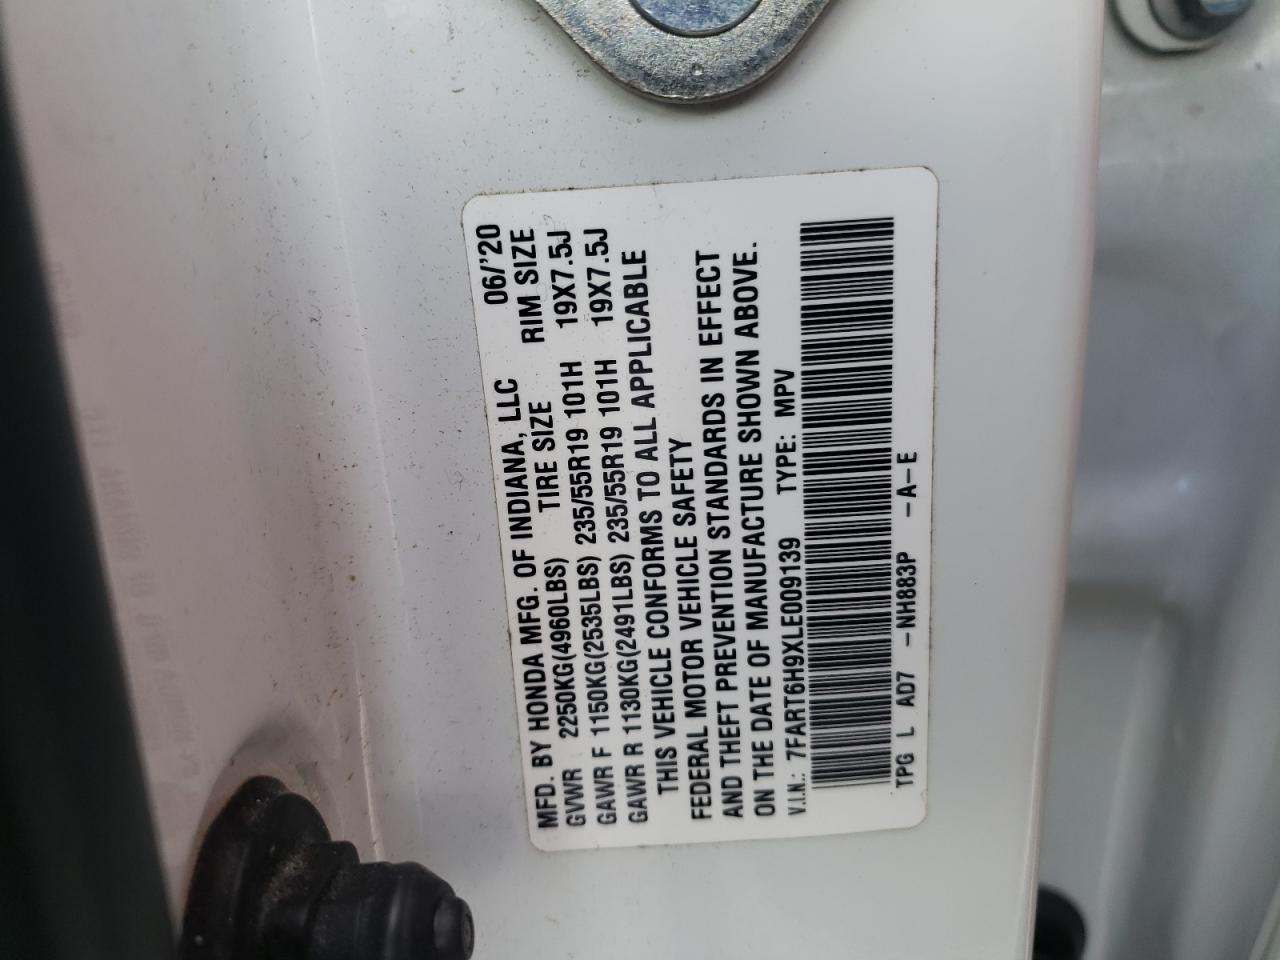 MFD. BY HONDA MFG. OF INDIANA, LLC 06/'20
GVWR 2250KG(4960LBS) TIRE SIZE RIM SIZE
GAWR F 1150KG(2535LBS) 235/55R19 101H 19X7.5J
GAWR R 1130KG(2491LBS) 235/55R19 101H 19X7.5J
THIS VEHICLE CONFORMS TO ALL APPLICABLE
FEDERAL MOTOR VEHICLE SAFETY
AND THEFT PREVENTION STANDARDS IN EFFECT
ON THE DATE OF MANUFACTURE SHOWN ABOVE.
V.I.N.: 7FART6H9XLE009139 TYPE: MPV
TPG L AD7 -NH883P -A-E